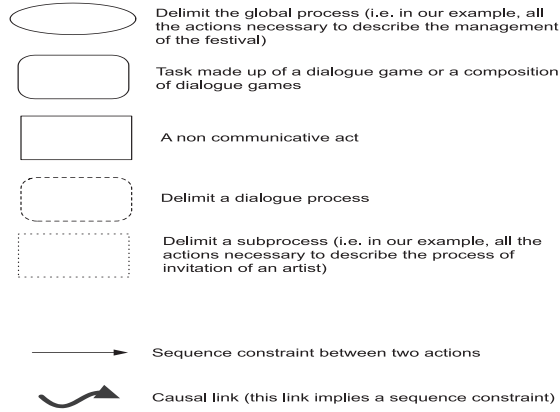 Delimit the global process (i.e. in our example, all
the actions necessary to describe the management
of the festival)
Task made up of a dialogue game or a composition
of dialogue games
A non communicative act
Delimit a dialogue process
Delimit a subprocess (i.e. in our example, all the
actions necessary to describe the process of
invitation of an artist)
Sequence constraint between two actions
Causal link (this link implies a sequence constraint)